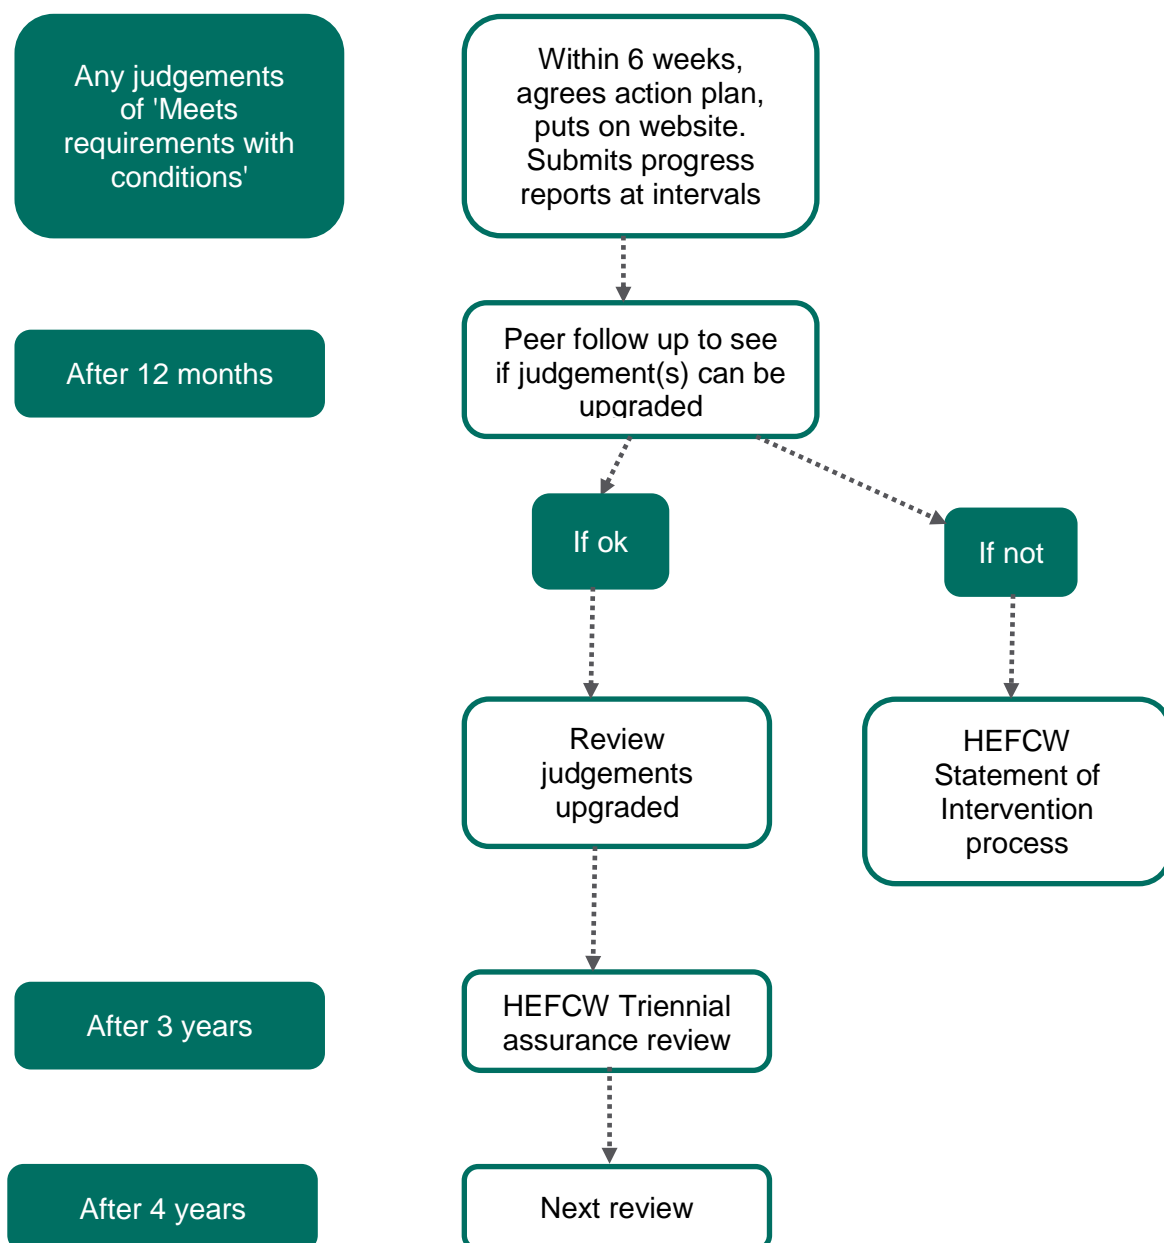 Any judgements
of 'Meets
requirements with
conditions'
Within 6 weeks,
agrees action plan,
puts on website.
Submits progress
reports at intervals
After 12 months
Peer follow up to see
if judgement(s) can be
upgraded
If ok
If not
Review
judgements
upgraded
HEFCW
Statement of
Intervention
process
After 3 years
HEFCW Triennial
assurance review
After 4 years
Next review